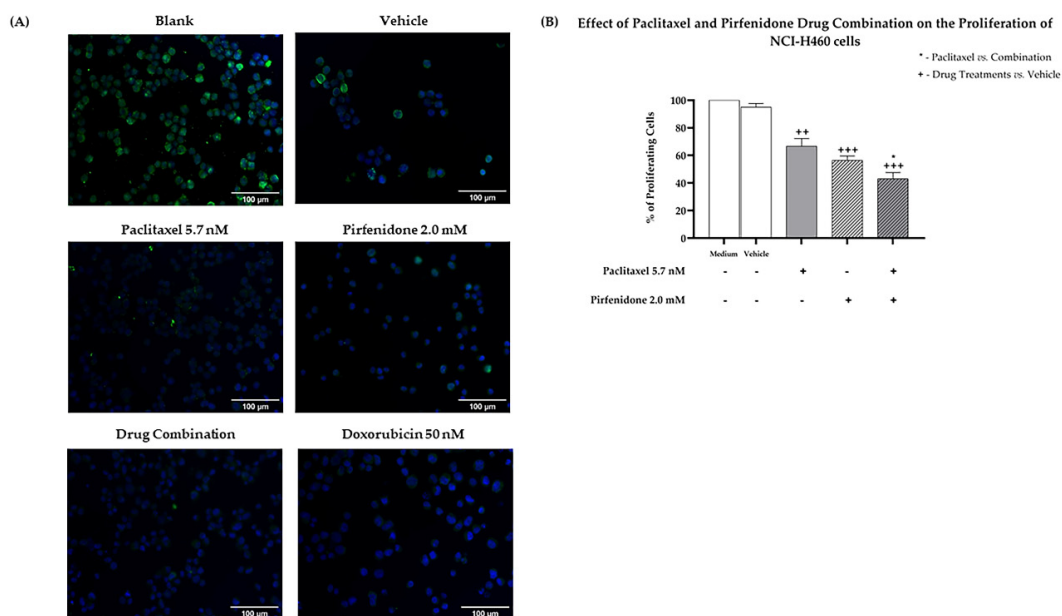 (A)
Blank
Vehicle
100 µm
100 µm
Paclitaxel 5.7 nM
Pirfenidone 2.0 mM
100 µm
100 µm
Drug Combination
Doxorubicin 50 nM
100 µm
100 µm
(B)
Effect of Paclitaxel and Pirfenidone Drug Combination on the Proliferation of
NCI-H460 cells
* - Paclitaxel vs. Combination
+ - Drug Treatments vs. Vehicle
% of Proliferating Cells
100
80
60
40
20
0
++
+++
*
+++
Medium Vehicle
Paclitaxel 5.7 nM - - + - +
Pirfenidone 2.0 mM - - - + +